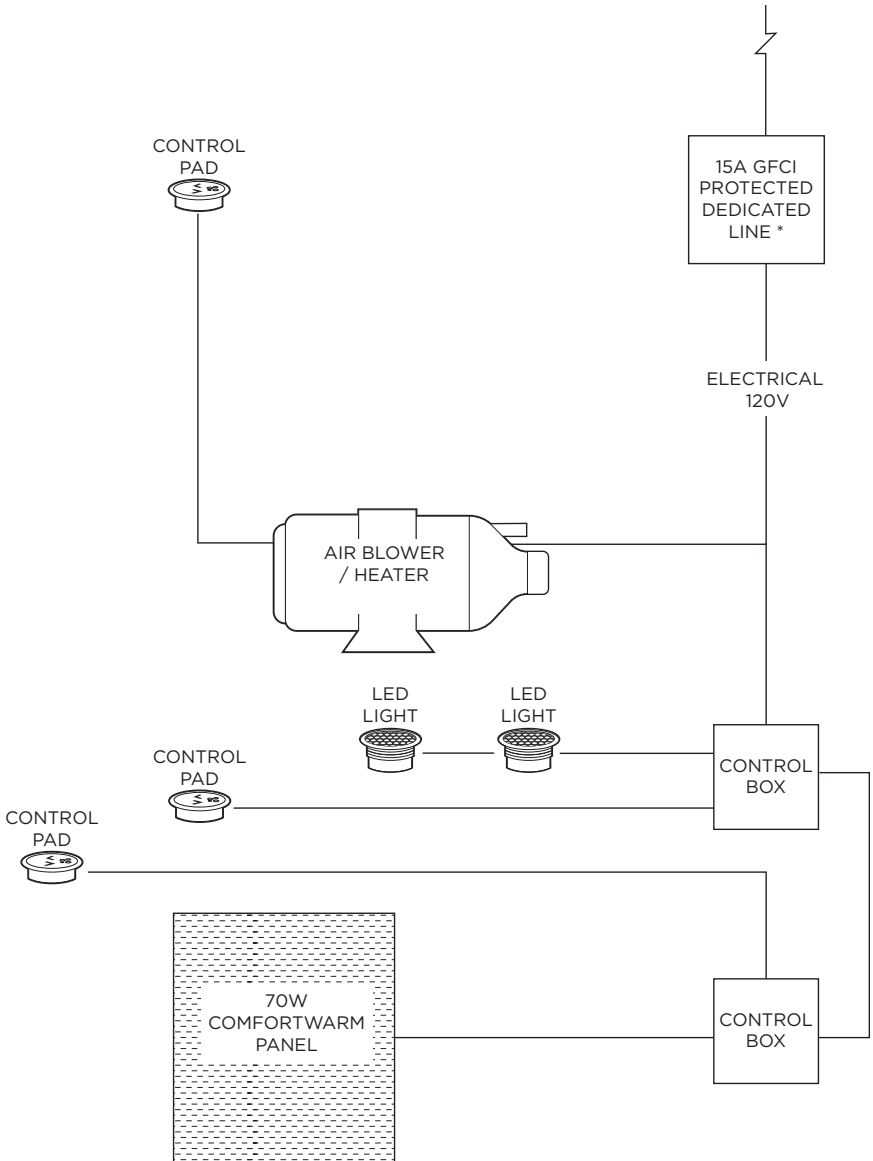 CONTROL
PAD
15A GFCI
PROTECTED
DEDICATED
LINE *
ELECTRICAL
120V
AIR BLOWER
/ HEATER
LED
LIGHT
LED
LIGHT
CONTROL
PAD
CONTROL
BOX
CONTROL
PAD
70W
COMFORTWARM
PANEL
CONTROL
BOX